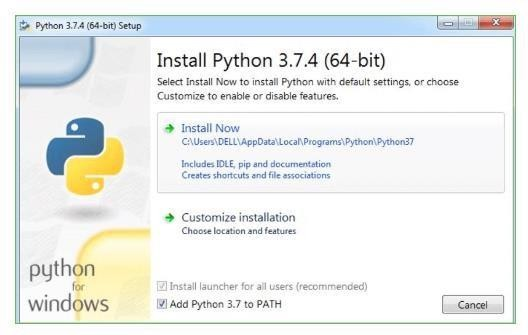 Python 3.7.4 (64-bit) Setup
Install Python 3.7.4 (64-bit)
Select Install Now to install Python with default settings, or choose
Customize to enable or disable features.
Install Now
C:\Users\DELL\AppData\Local\Programs\Python\Python37
Includes IDLE, pip and documentation
Creates shortcuts and file associations
Customize installation
Choose location and features
python
for
windows
Install launcher for all users (recommended)
Add Python 3.7 to PATH
Cancel